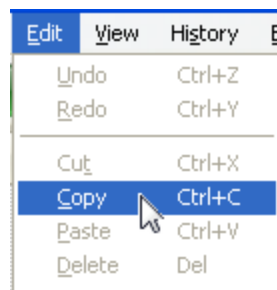 Edit View History
Undo Ctrl+Z
Redo Ctrl+Y
Cut Ctrl+X
Copy Ctrl+C
Paste Ctrl+V
Delete Del